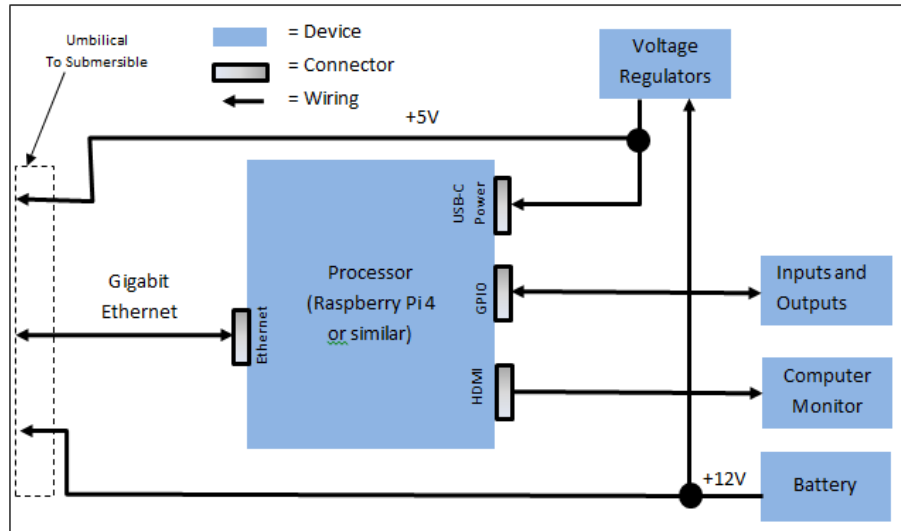 Umbilical
To Submersible
= Device
= Connector
= Wiring
Voltage
Regulators
+5V
USB-C
Power
Processor
(Raspberry Pi 4
or similar)
GPIO
Inputs and
Outputs
Gigabit
Ethernet
Ethernet
HDMI
Computer
Monitor
+12V
Battery